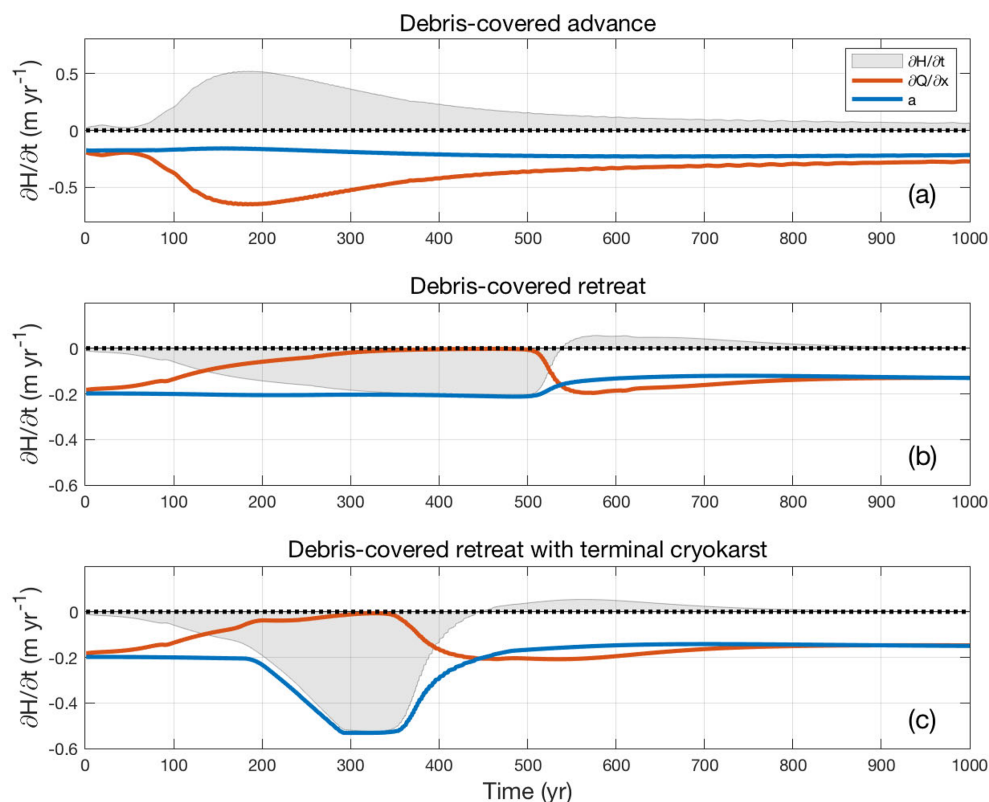 Debris-covered advance
∂H/∂t (m yr⁻¹)
0.5
0
-0.5
∂H/∂t
∂Q/∂x
a
(a)
0 100 200 300 400 500 600 700 800 900 1000
Debris-covered retreat
∂H/∂t (m yr⁻¹)
0
-0.2
-0.4
-0.6
(b)
0 100 200 300 400 500 600 700 800 900 1000
Debris-covered retreat with terminal cryokarst
∂H/∂t (m yr⁻¹)
0
-0.2
-0.4
-0.6
(c)
0 100 200 300 400 500 600 700 800 900 1000
Time (yr)